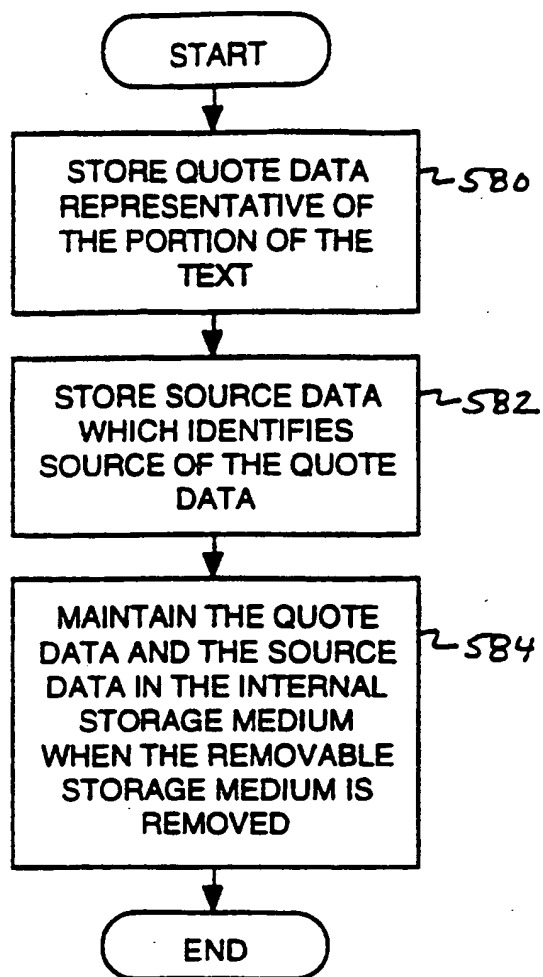 START
STORE QUOTE DATA
REPRESENTATIVE OF
THE PORTION OF THE
TEXT
580
STORE SOURCE DATA
WHICH IDENTIFIES
SOURCE OF THE QUOTE
DATA
582
MAINTAIN THE QUOTE
DATA AND THE SOURCE
DATA IN THE INTERNAL
STORAGE MEDIUM
WHEN THE REMOVABLE
STORAGE MEDIUM IS
REMOVED
584
END